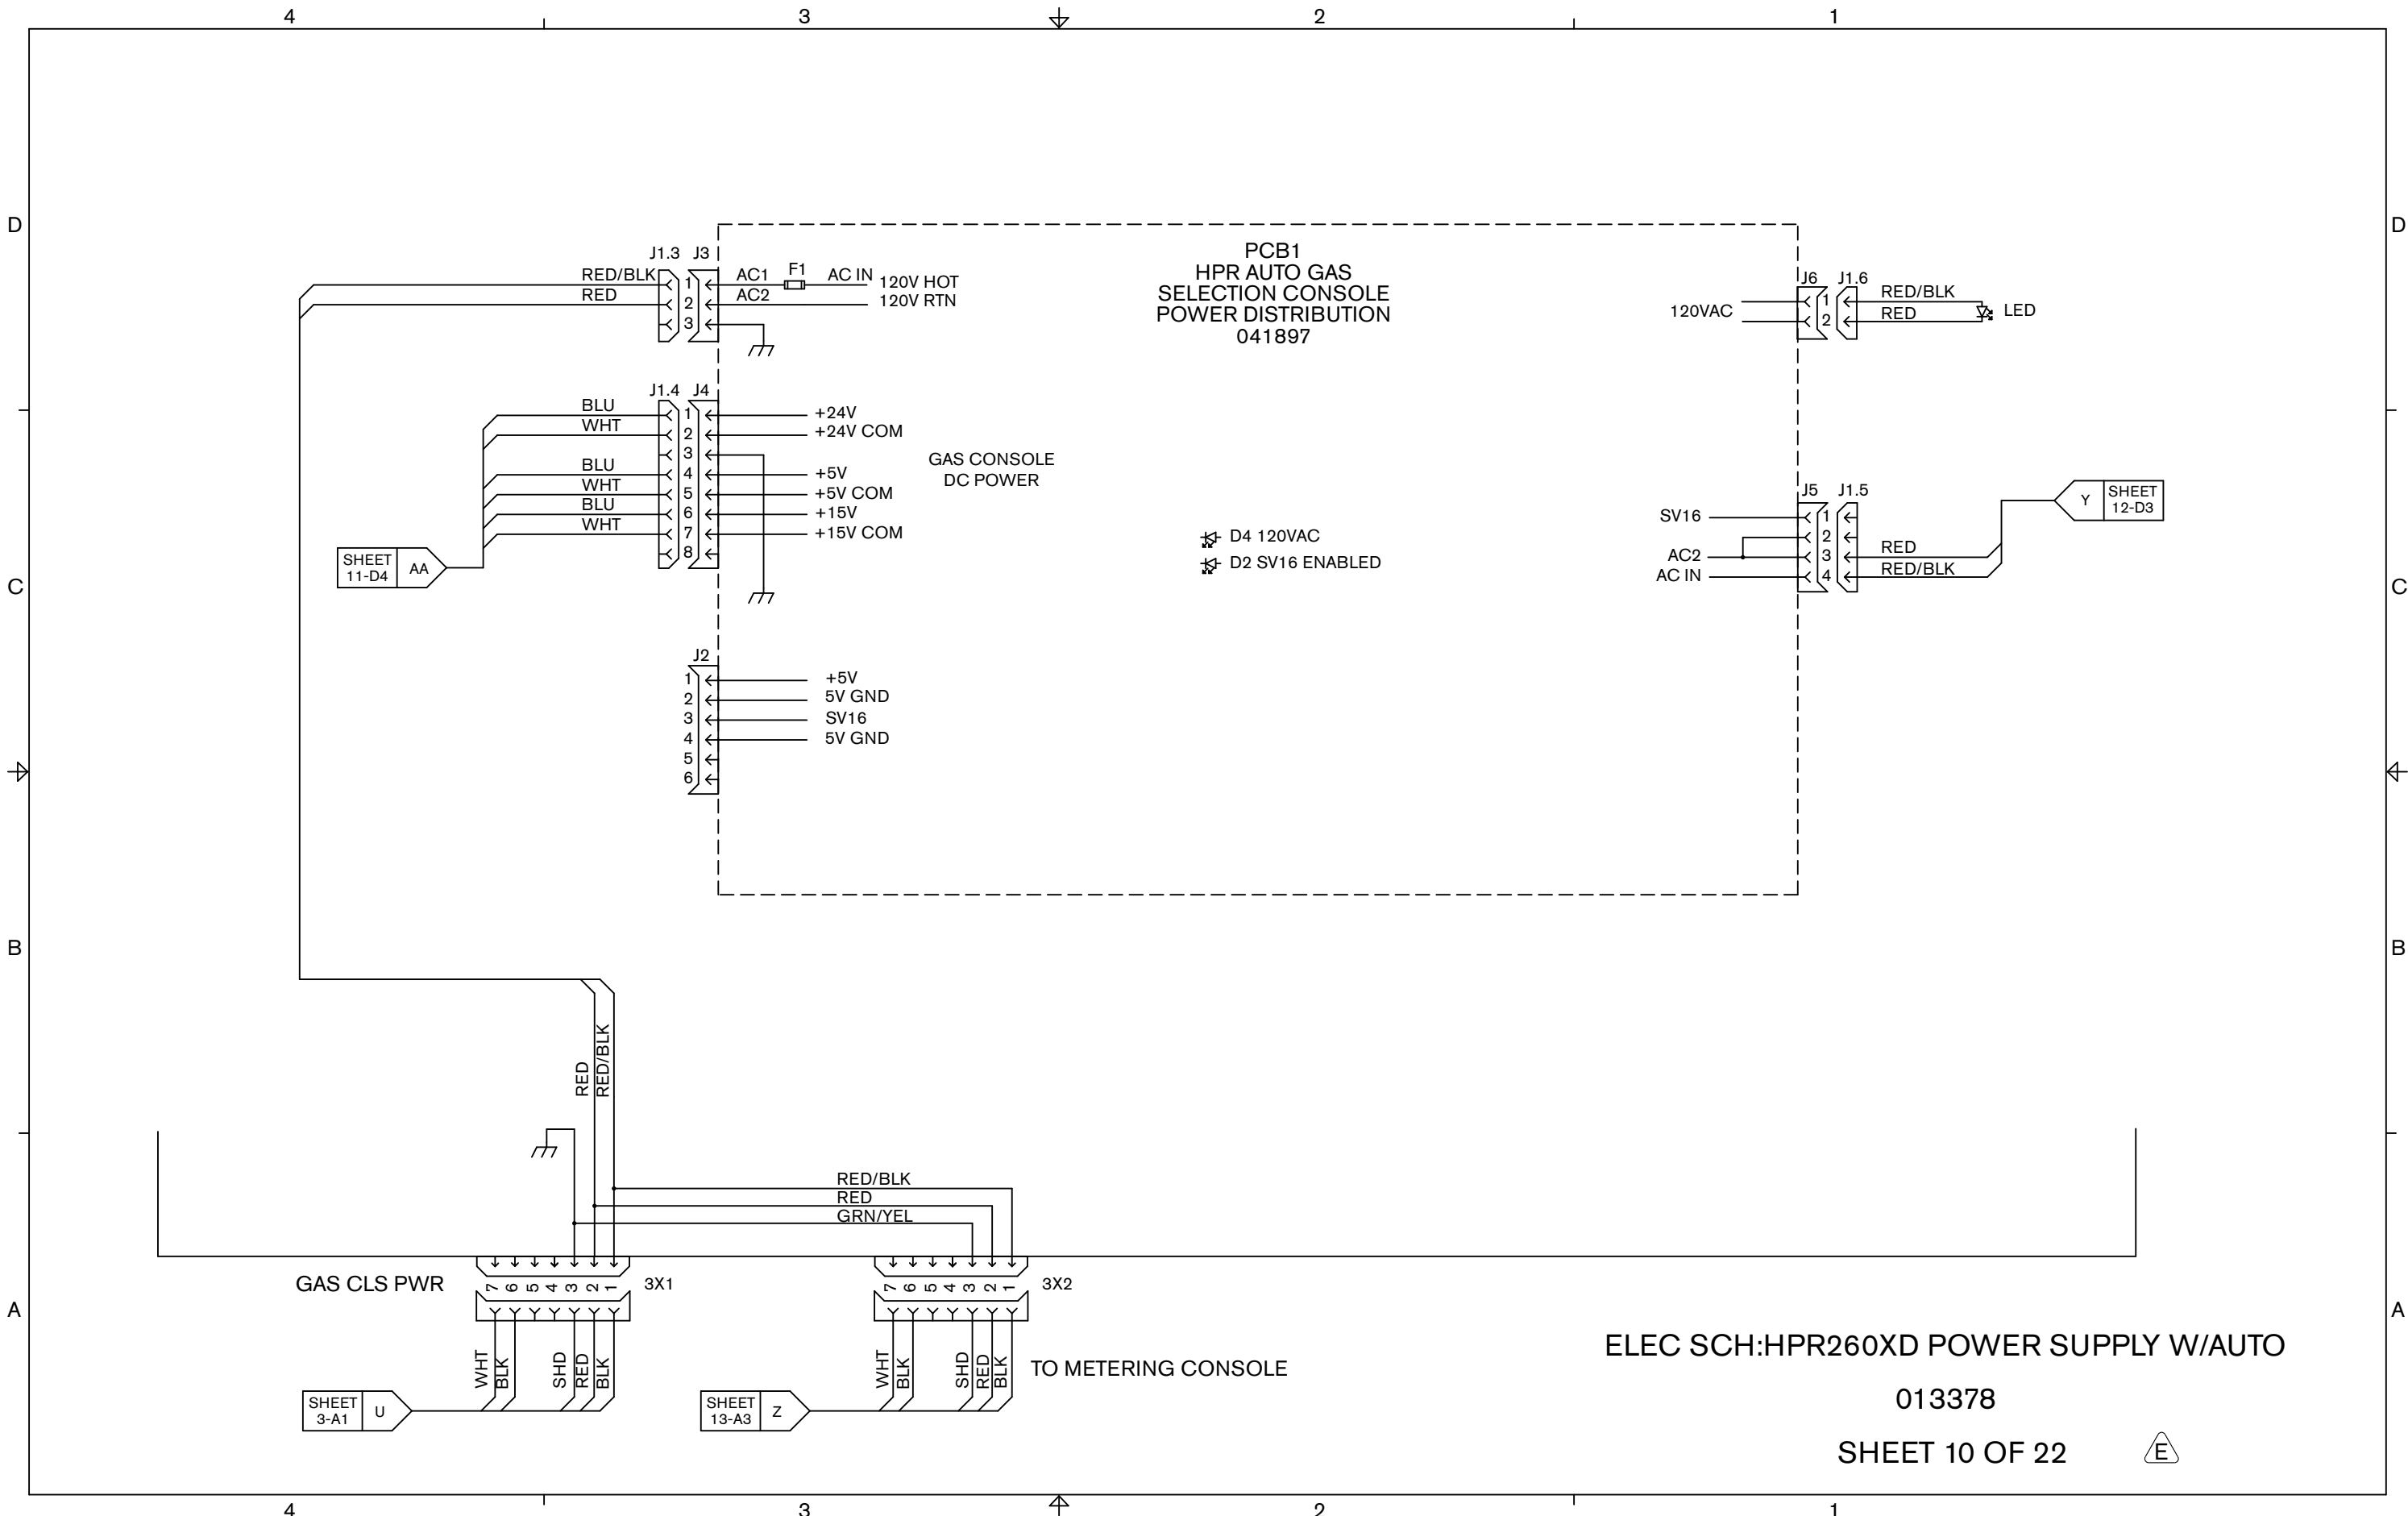 4 3 2 1
D D
PCB1
HPR AUTO GAS
SELECTION CONSOLE
POWER DISTRIBUTION
041897
J1.3 J3
RED/BLK 1 AC1 F1 AC IN 120V HOT
RED 2 AC2 120V RTN
3
J6 J1.6
120VAC 1 RED/BLK LED
2 RED
J1.4 J4
BLU 1 +24V
WHT 2 +24V COM
3
BLU 4 +5V
WHT 5 +5V COM
BLU 6 +15V
WHT 7 +15V COM
8
GAS CONSOLE
DC POWER
SHEET
11-D4
AA
D4 120VAC
D2 SV16 ENABLED
J5 J1.5
SV16 1
2
AC2 3 RED
AC IN 4 RED/BLK
Y
SHEET
12-D3
C C
J2
1 +5V
2 5V GND
3 SV16
4 5V GND
5
6
B B
RED
RED/BLK
RED/BLK
RED
GRN/YEL
GAS CLS PWR 7 6 5 4 3 2 1 3X1
7 6 5 4 3 2 1 3X2
A A
WHT BLK SHD RED BLK
WHT BLK SHD RED BLK
TO METERING CONSOLE
SHEET
3-A1
U
SHEET
13-A3
Z
ELEC SCH:HPR260XD POWER SUPPLY W/AUTO
013378
SHEET 10 OF 22 E
4 3 2 1